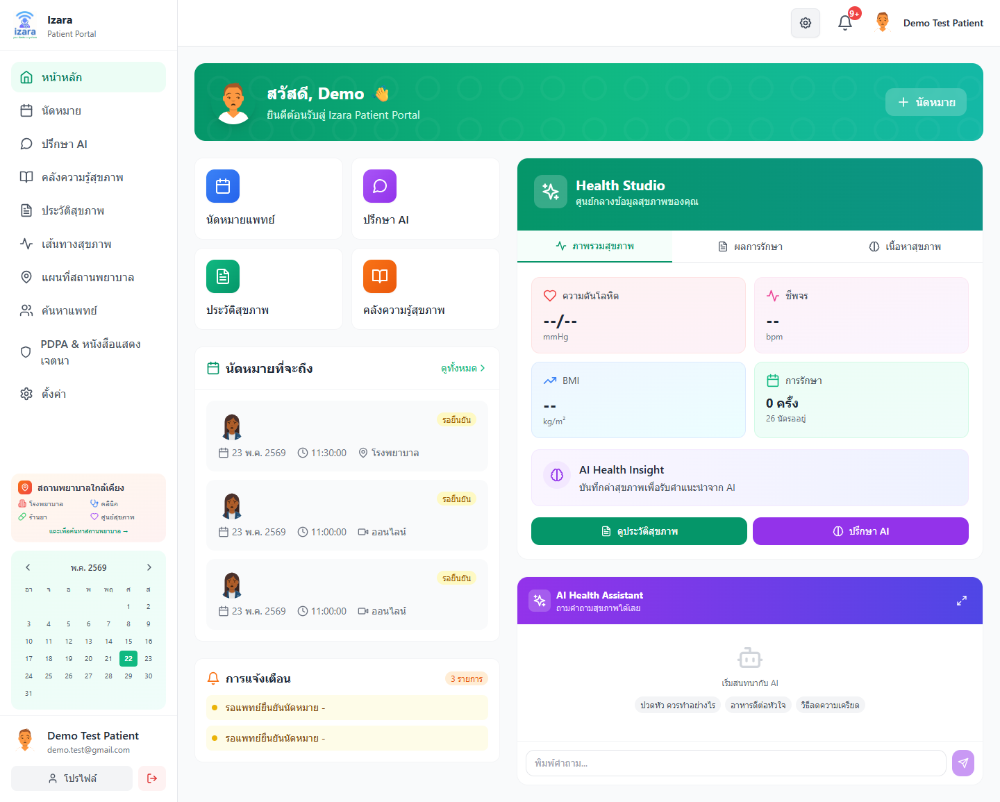 izara
Izara
Patient Portal
9+
Demo Test Patient
หน้าหลัก
นัดหมาย
ปรึกษา AI
คลังความรู้สุขภาพ
ประวัติสุขภาพ
เส้นทางสุขภาพ
แผนที่สถานพยาบาล
ค้นหาแพทย์
PDPA & หนังสือแสดง
เจตนา
ตั้งค่า
สถานพยาบาลใกล้เคียง
โรงพยาบาล
คลินิก
ร้านยา
ศูนย์สุขภาพ
แตะเพื่อค้นหาสถานพยาบาล →
พ.ค. 2569
อา จ อ พ พฤ ศ ส
1 2
3 4 5 6 7 8 9
10 11 12 13 14 15 16
17 18 19 20 21 22 23
24 25 26 27 28 29 30
31
Demo Test Patient
demo.test@gmail.com
โปรไฟล์
สวัสดี, Demo 👋
ยินดีต้อนรับสู่ Izara Patient Portal
นัดหมาย
นัดหมายแพทย์
ปรึกษา AI
ประวัติสุขภาพ
คลังความรู้สุขภาพ
นัดหมายที่จะถึง
ดูทั้งหมด
รอยืนยัน
23 พ.ค. 2569 11:30:00 โรงพยาบาล
รอยืนยัน
23 พ.ค. 2569 11:00:00 ออนไลน์
รอยืนยัน
23 พ.ค. 2569 11:00:00 ออนไลน์
การแจ้งเตือน
3 รายการ
รอแพทย์ยืนยันนัดหมาย -
รอแพทย์ยืนยันนัดหมาย -
Health Studio
ศูนย์กลางข้อมูลสุขภาพของคุณ
ภาพรวมสุขภาพ
ผลการรักษา
เนื้อหาสุขภาพ
ความดันโลหิต
--/--
mmHg
ชีพจร
--
bpm
BMI
--
kg/m²
การรักษา
0 ครั้ง
26 นัดรออยู่
AI Health Insight
บันทึกค่าสุขภาพเพื่อรับคำแนะนำจาก AI
ดูประวัติสุขภาพ
ปรึกษา AI
AI Health Assistant
ถามคำถามสุขภาพได้เลย
เริ่มสนทนากับ AI
ปวดหัว ควรทำอย่างไร
อาหารดีต่อหัวใจ
วิธีลดความเครียด
พิมพ์คำถาม...